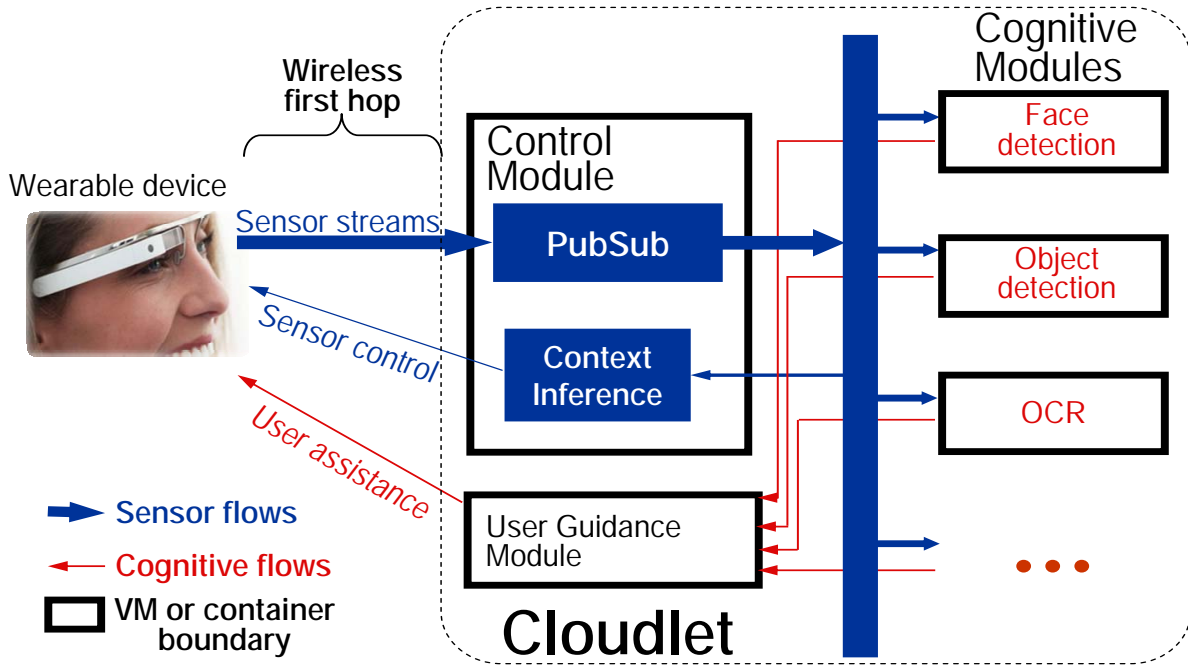 Wireless
first hop
Wearable device
Sensor streams
Sensor control
User assistance
Control
Module
PubSub
Context
Inference
User Guidance
Module
Cognitive
Modules
Face
detection
Object
detection
OCR
Sensor flows
Cognitive flows
VM or container
boundary
Cloudlet